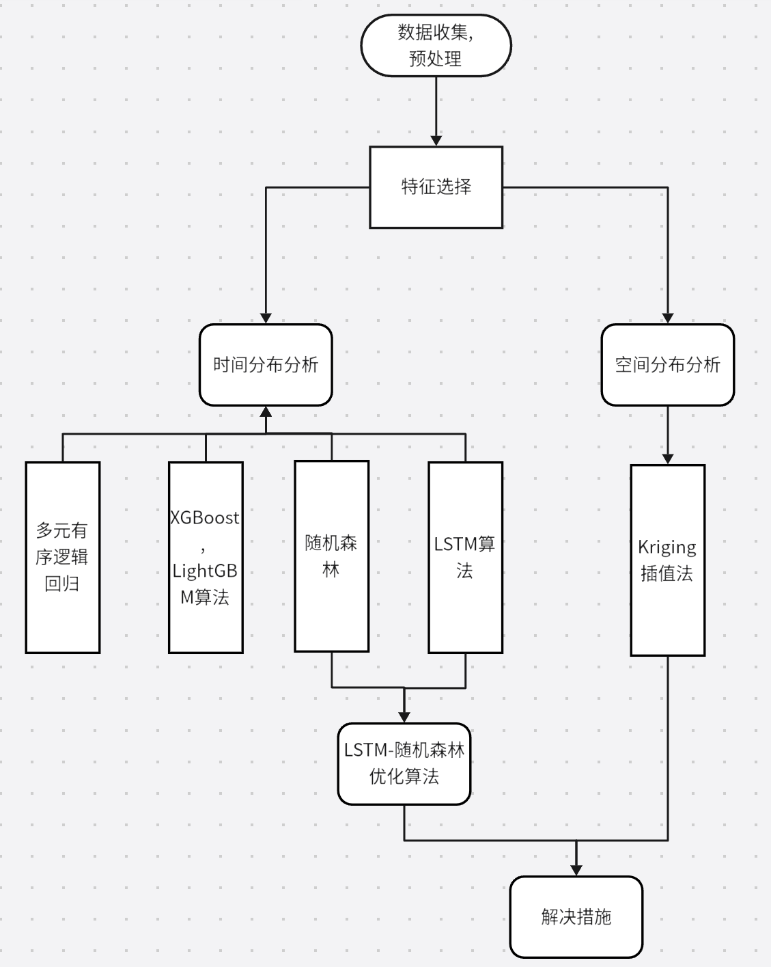 数据收集,
预处理
特征选择
时间分布分析
空间分布分析
多元有
序逻辑
回归
XGBoost
,
LightGB
M算法
随机森
林
LSTM算
法
Kriging
插值法
LSTM-随机森林
优化算法
解决措施